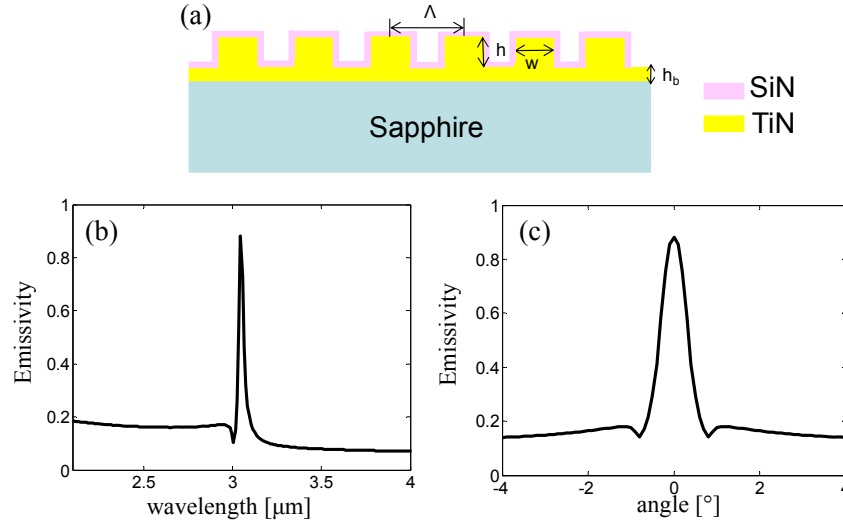 (a)
Λ
h
w
h_b
SiN
TiN
Sapphire
(b)
Emissivity
1
0.8
0.6
0.4
0.2
0
2.5
3
3.5
4
wavelength [μm]
(c)
Emissivity
1
0.8
0.6
0.4
0.2
0
-4
-2
0
2
4
angle [°]